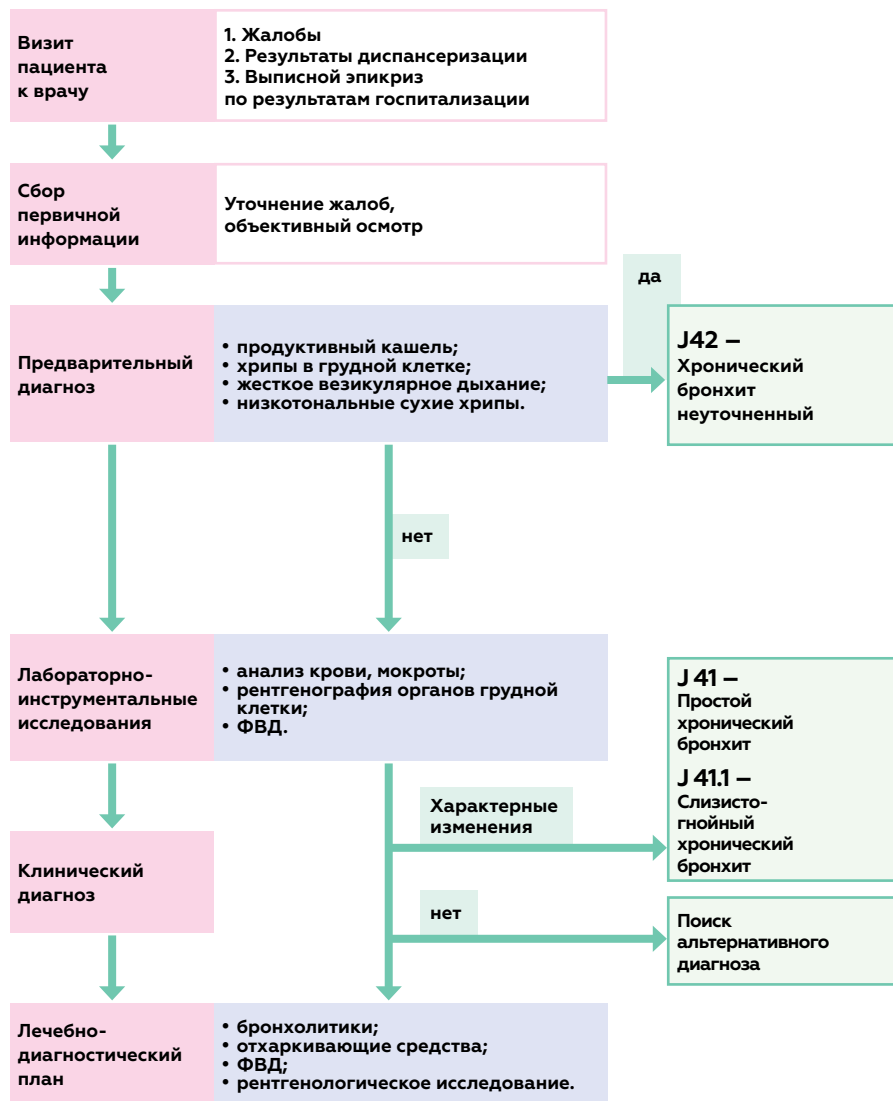 Визит
пациента
к врачу
1. Жалобы
2. Результаты диспансеризации
3. Выписной эпикриз
по результатам госпитализации
Сбор
первичной
информации
Уточнение жалоб,
объективный осмотр
да
Предварительный
диагноз
• продуктивный кашель;
• хрипы в грудной клетке;
• жесткое везикулярное дыхание;
• низкотональные сухие хрипы.
J42 –
Хронический
бронхит
неуточненный
нет
Лабораторно-
инструментальные
исследования
• анализ крови, мокроты;
• рентгенография органов грудной
клетки;
• ФВД.
J 41 –
Простой
хронический
бронхит
J 41.1 –
Слизисто-
гнойный
хронический
бронхит
Характерные
изменения
Клинический
диагноз
нет
Поиск
альтернативного
диагноза
Лечебно-
диагностический
план
• бронхолитики;
• отхаркивающие средства;
• ФВД;
• рентгенологическое исследование.